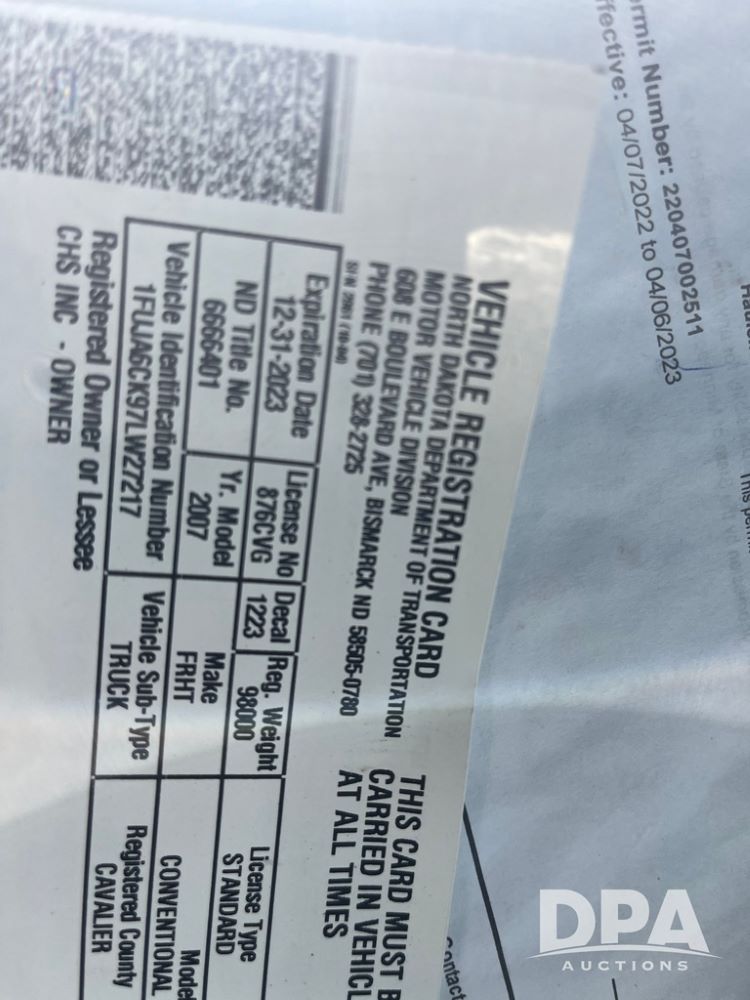 ermit Number: 220407002511
ffective: 04/07/2022 to 04/06/2023
VEHICLE REGISTRATION CARD
NORTH DAKOTA DEPARTMENT OF TRANSPORTATION
MOTOR VEHICLE DIVISION
608 E BOULEVARD AVE, BISMARCK ND 58505-0780
PHONE (701) 328-2725
THIS CARD MUST B
CARRIED IN VEHICL
AT ALL TIMES
Expiration Date License No Decal Reg. Weight License Type
12-31-2023 876CVG 1223 98000 STANDARD
ND Title No. Yr. Model Make Model
6666401 2007 FRHT CONVENTIONAL
Vehicle Identification Number Vehicle Sub-Type Registered County
1FUJA6CK97LW27217 TRUCK CAVALIER
Registered Owner or Lessee
CHS INC - OWNER
Contact
This
DPA
AUCTIONS